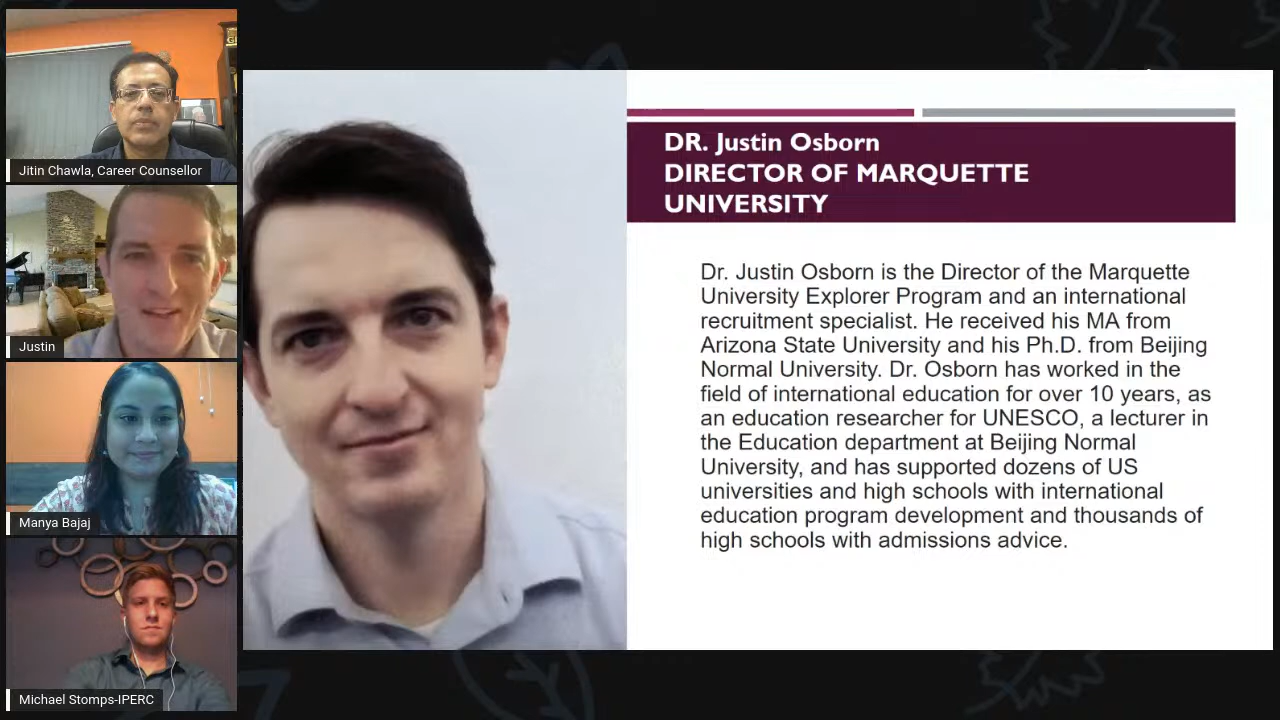 Jitin Chawla, Career Counsellor
Justin
Manya Bajaj
Michael Stomps-IPERC
DR. Justin Osborn
DIRECTOR OF MARQUETTE
UNIVERSITY
Dr. Justin Osborn is the Director of the Marquette
University Explorer Program and an international
recruitment specialist. He received his MA from
Arizona State University and his Ph.D. from Beijing
Normal University. Dr. Osborn has worked in the
field of international education for over 10 years, as
an education researcher for UNESCO, a lecturer in
the Education department at Beijing Normal
University, and has supported dozens of US
universities and high schools with international
education program development and thousands of
high schools with admissions advice.